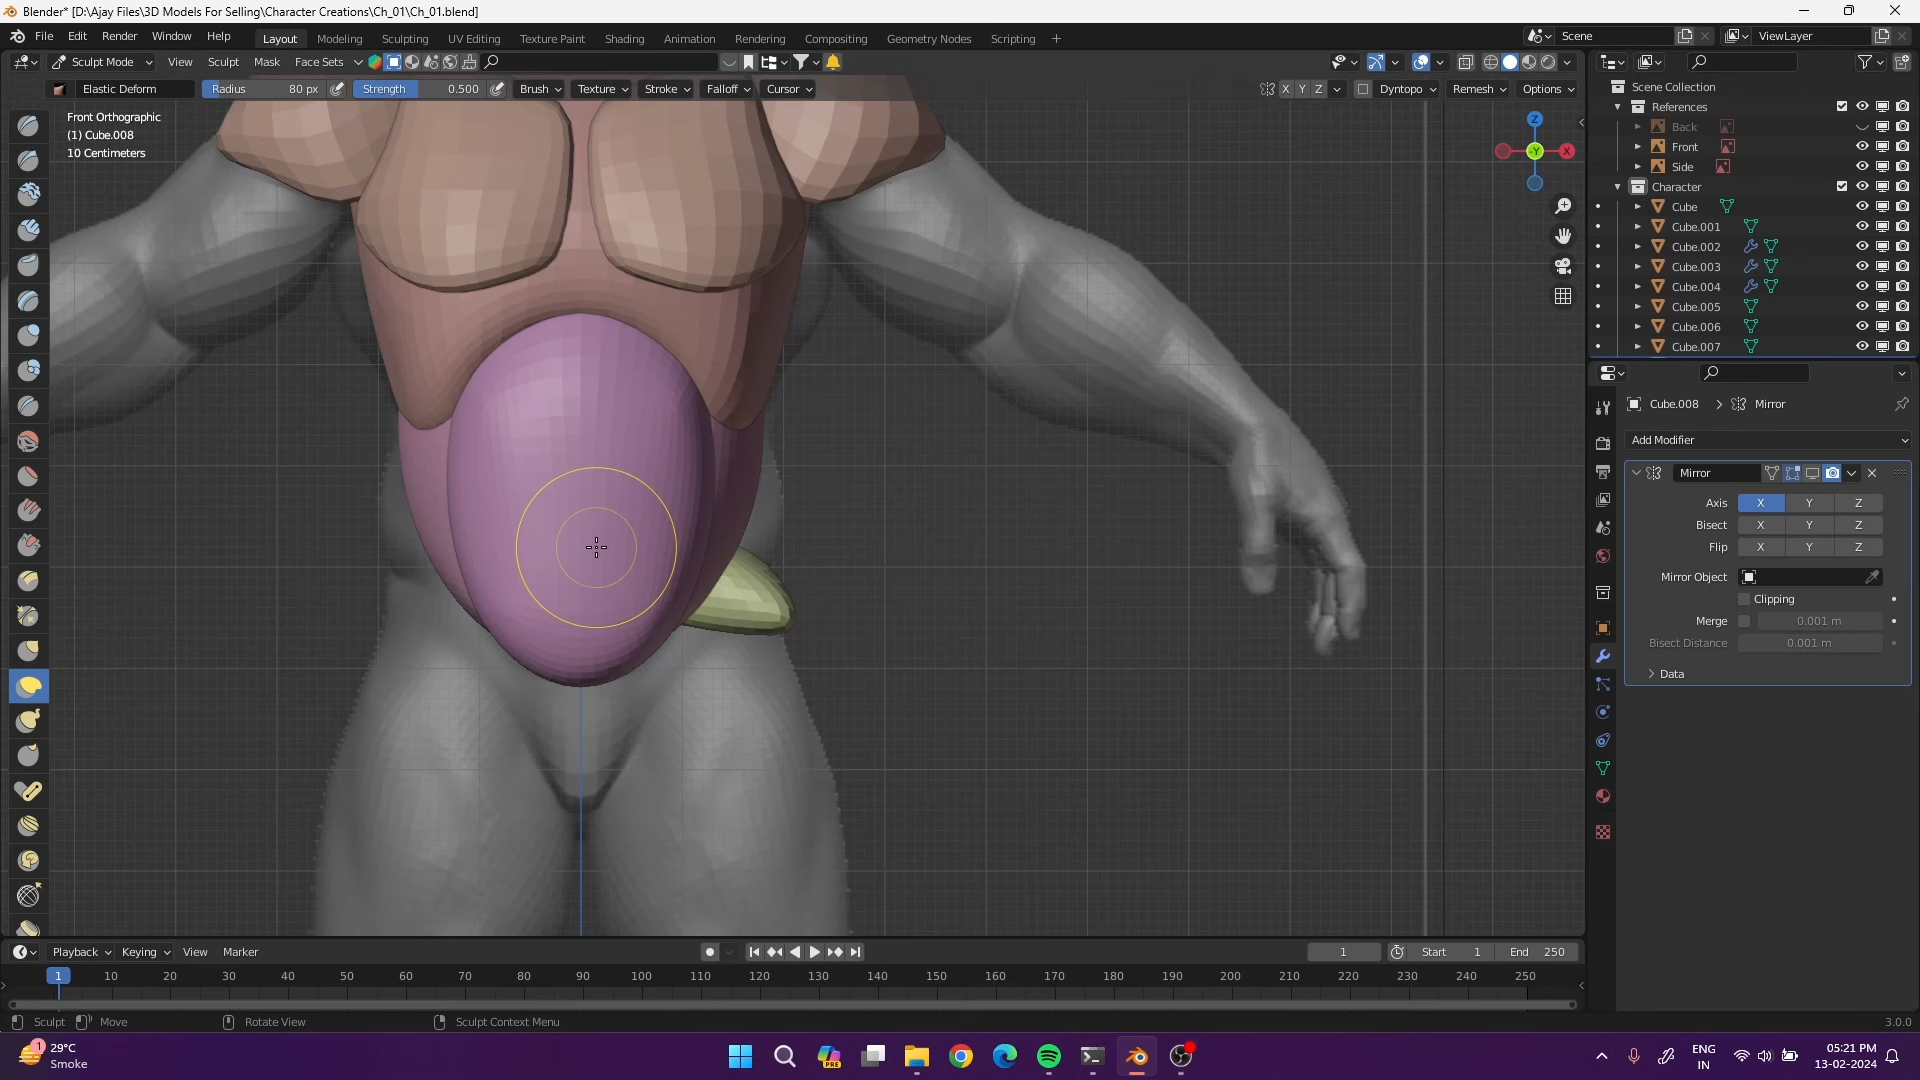 Blender* [D:\Ajay Files\3D Models For Selling\Character Creations\Ch_01\Ch_01.blend]
File Edit Render Window Help Layout Modeling Sculpting UV Editing Texture Paint Shading Animation Rendering Compositing Geometry Nodes Scripting + Scene ViewLayer
Sculpt Mode View Sculpt Mask Face Sets
Elastic Deform Radius 80 px Strength 0.500 Brush Texture Stroke Falloff Cursor X Y Z Dyntopo Remesh Options
Front Orthographic
(1) Cube.008
10 Centimeters
Z
-Y
X
Scene Collection
References
Back
Front
Side
Character
Cube
Cube.001
Cube.002
Cube.003
Cube.004
Cube.005
Cube.006
Cube.007
Cube.008 > Mirror
Add Modifier
Mirror
Axis X Y Z
Bisect X Y Z
Flip X Y Z
Mirror Object
Clipping
Merge 0.001 m
Bisect Distance 0.001 m
Data
Playback Keying View Marker 1 Start 1 End 250
1 10 20 30 40 50 60 70 80 90 100 110 120 130 140 150 160 170 180 190 200 210 220 230 240 250
Sculpt Move Rotate View Sculpt Context Menu 3.0.0
1 29°C
Smoke
PRE
ENG
IN
05:21 PM
13-02-2024